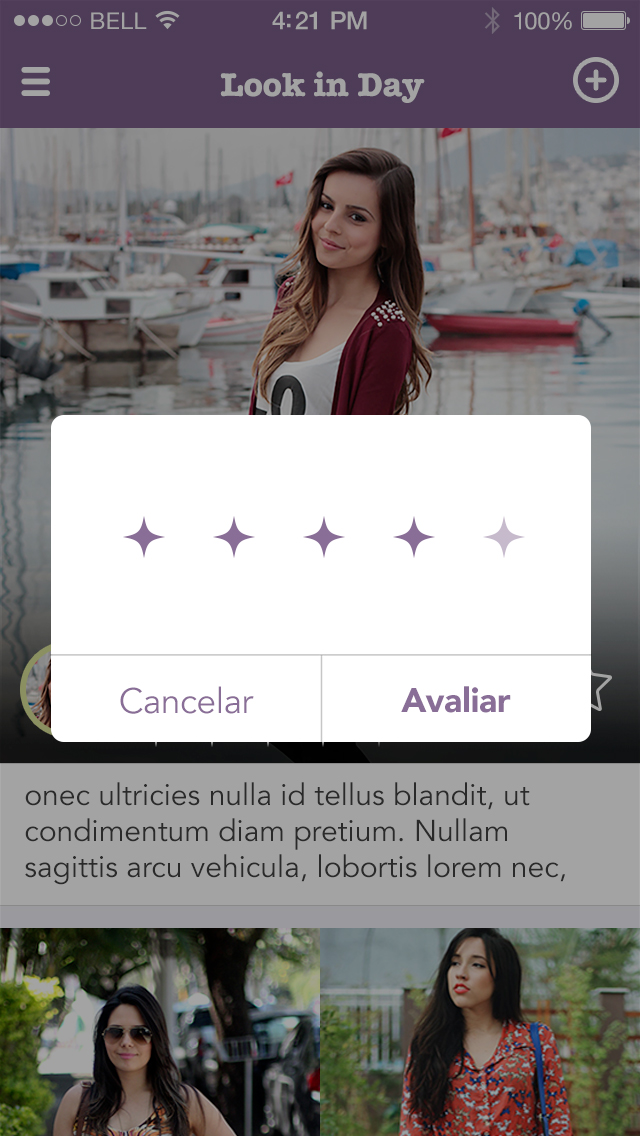 BELL 4:21 PM 100%
Look in Day
Cancelar Avaliar
onec ultricies nulla id tellus blandit, ut
condimentum diam pretium. Nullam
sagittis arcu vehicula, lobortis lorem nec,